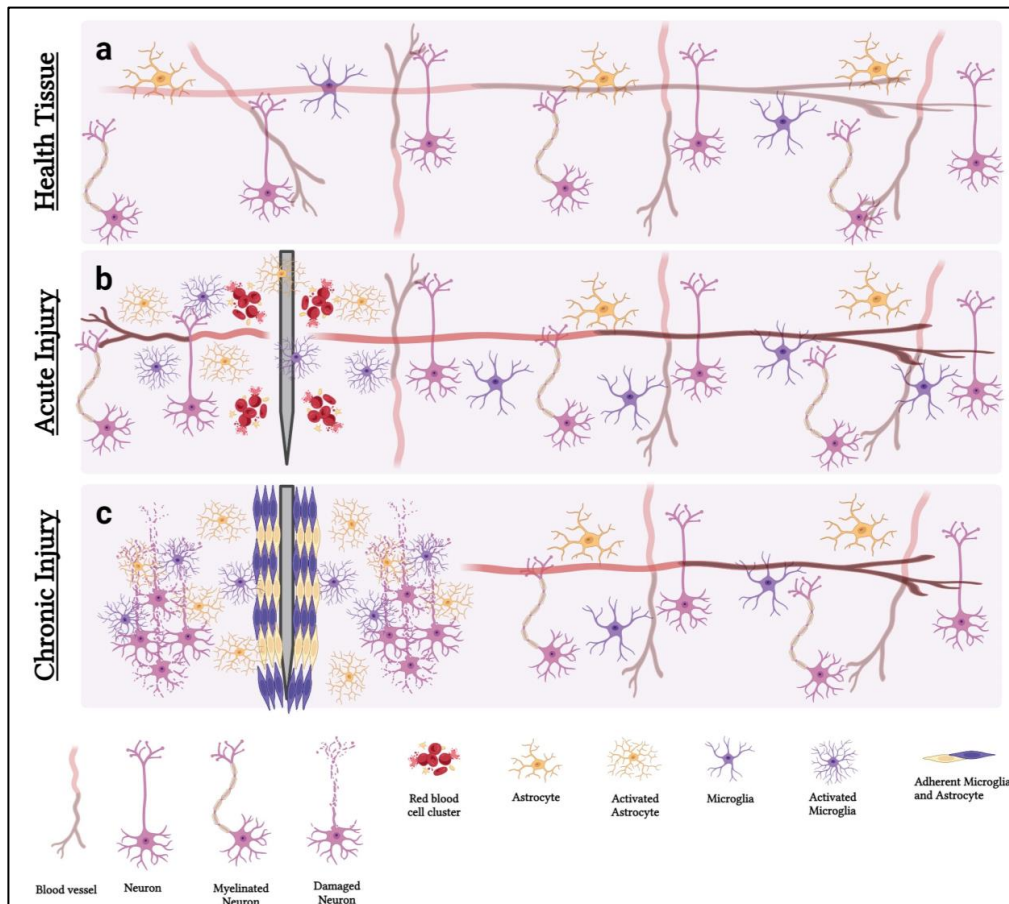 a
Health Tissue
b
Acute Injury
c
Chronic Injury
Blood vessel
Neuron
Myelinated
Neuron
Damaged
Neuron
Red blood
cell cluster
Astrocyte
Activated
Astrocyte
Microglia
Activated
Microglia
Adherent Microglia
and Astrocyte